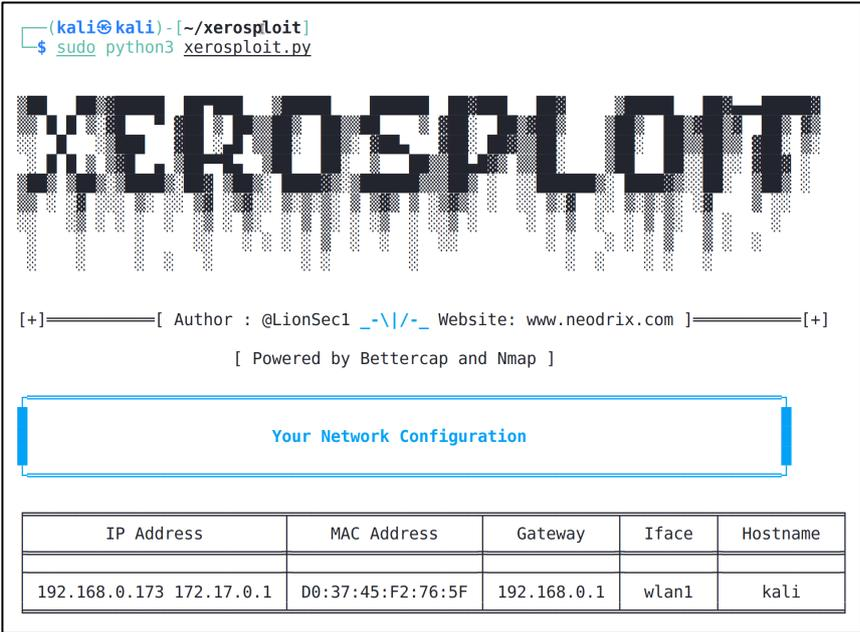 ┌──(kali㉿kali)-[~/xerosploit]
└─$ sudo python3 xerosploit.py
XEROSPLOIT
[+]═══════════[ Author : @LionSec1 _-\|/-_ Website: www.neodrix.com ]═══════════[+]
[ Powered by Bettercap and Nmap ]
Your Network Configuration
IP Address MAC Address Gateway Iface Hostname
192.168.0.173 172.17.0.1 D0:37:45:F2:76:5F 192.168.0.1 wlan1 kali